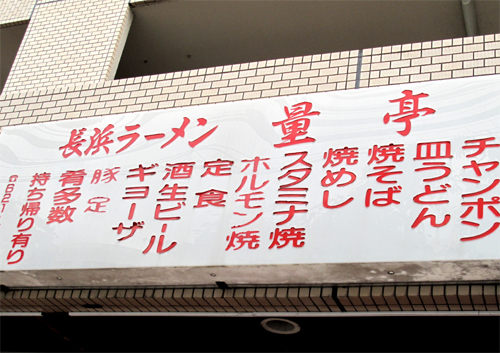 長浜ラーメン 量亭
チャンポン
皿うどん
焼そば
焼めし
スタミナ焼
ホルモン焼
定食
酒生ビール
ギョーザ
豚足
肴多数
持ち帰り有り